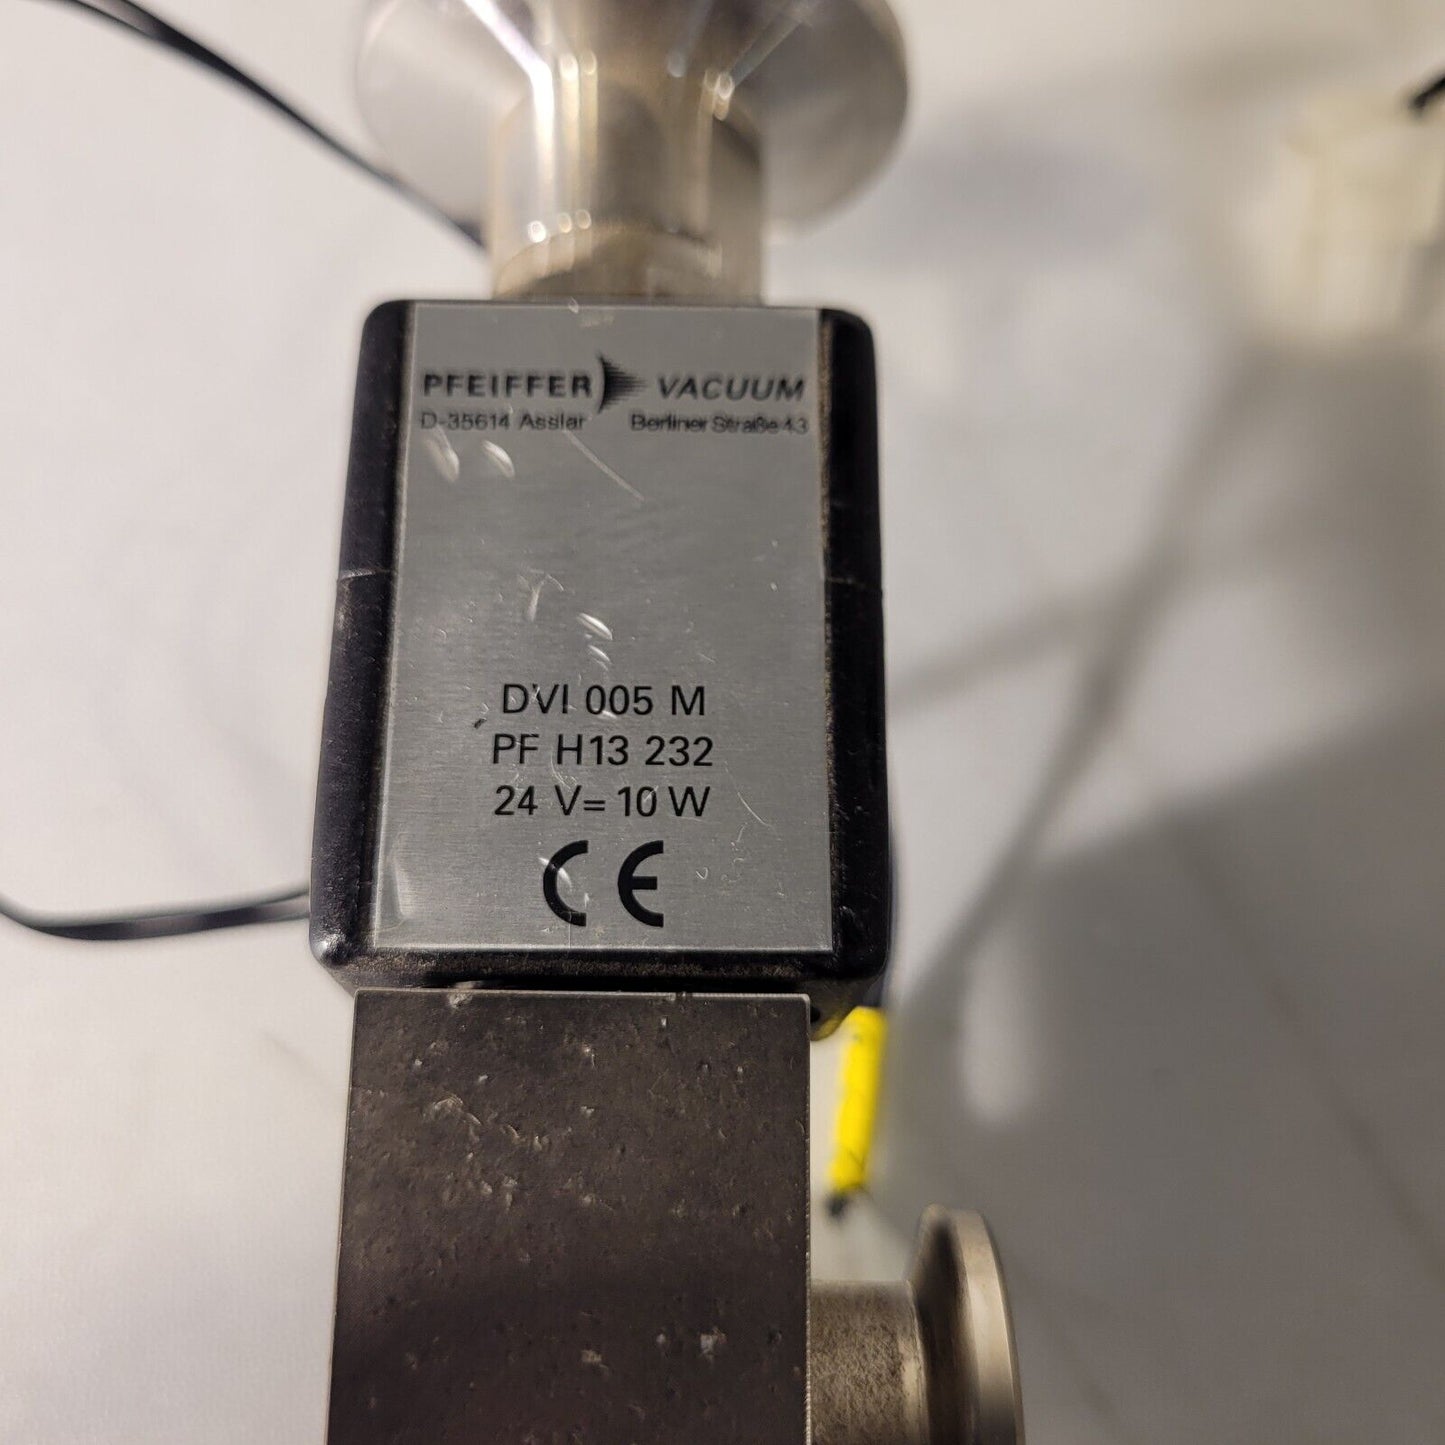 PFEIFFER VACUUM
D-35614 Asslar Berliner Straße 43
DVI 005 M
PF H13 232
24 V= 10 W
CE